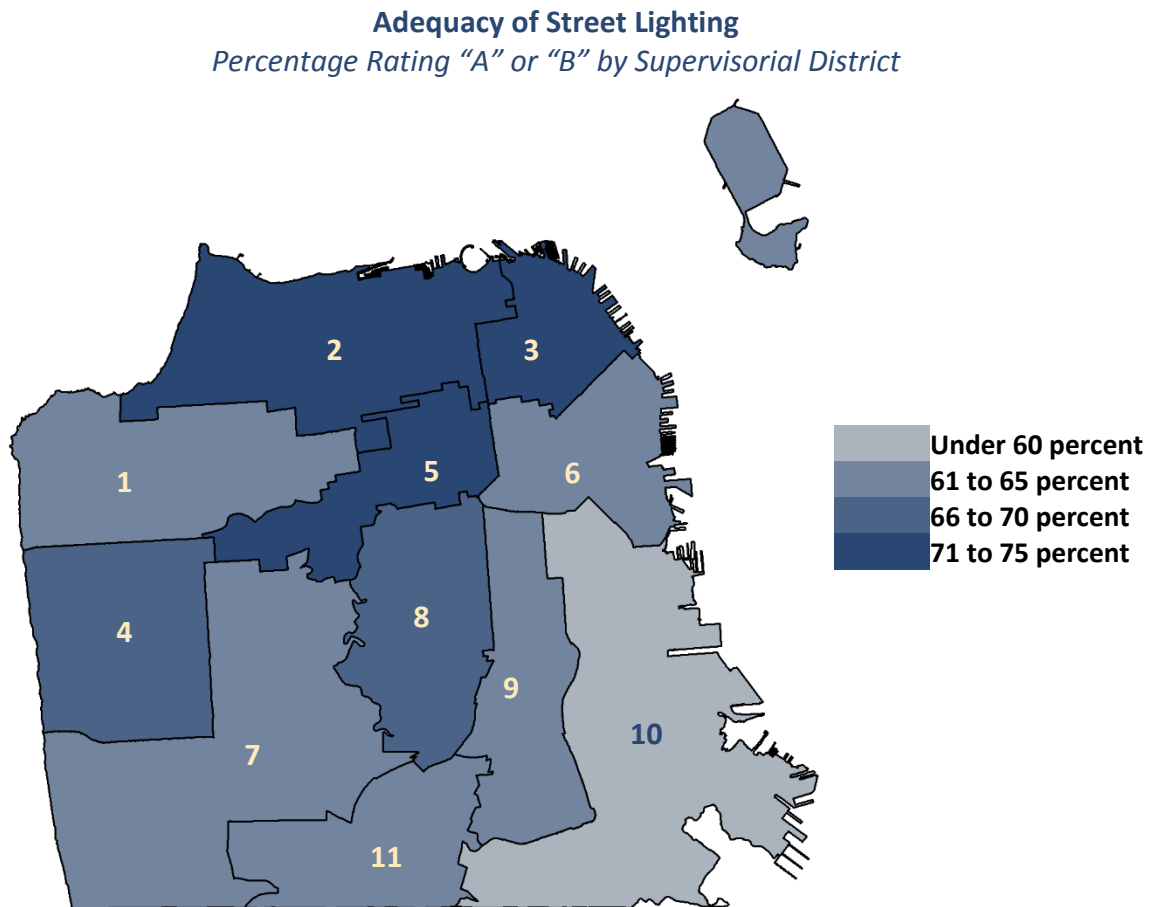 Adequacy of Street Lighting
Percentage Rating “A” or “B” by Supervisorial District
2
3
5
6
1
4
8
9
7
10
11
Under 60 percent
61 to 65 percent
66 to 70 percent
71 to 75 percent